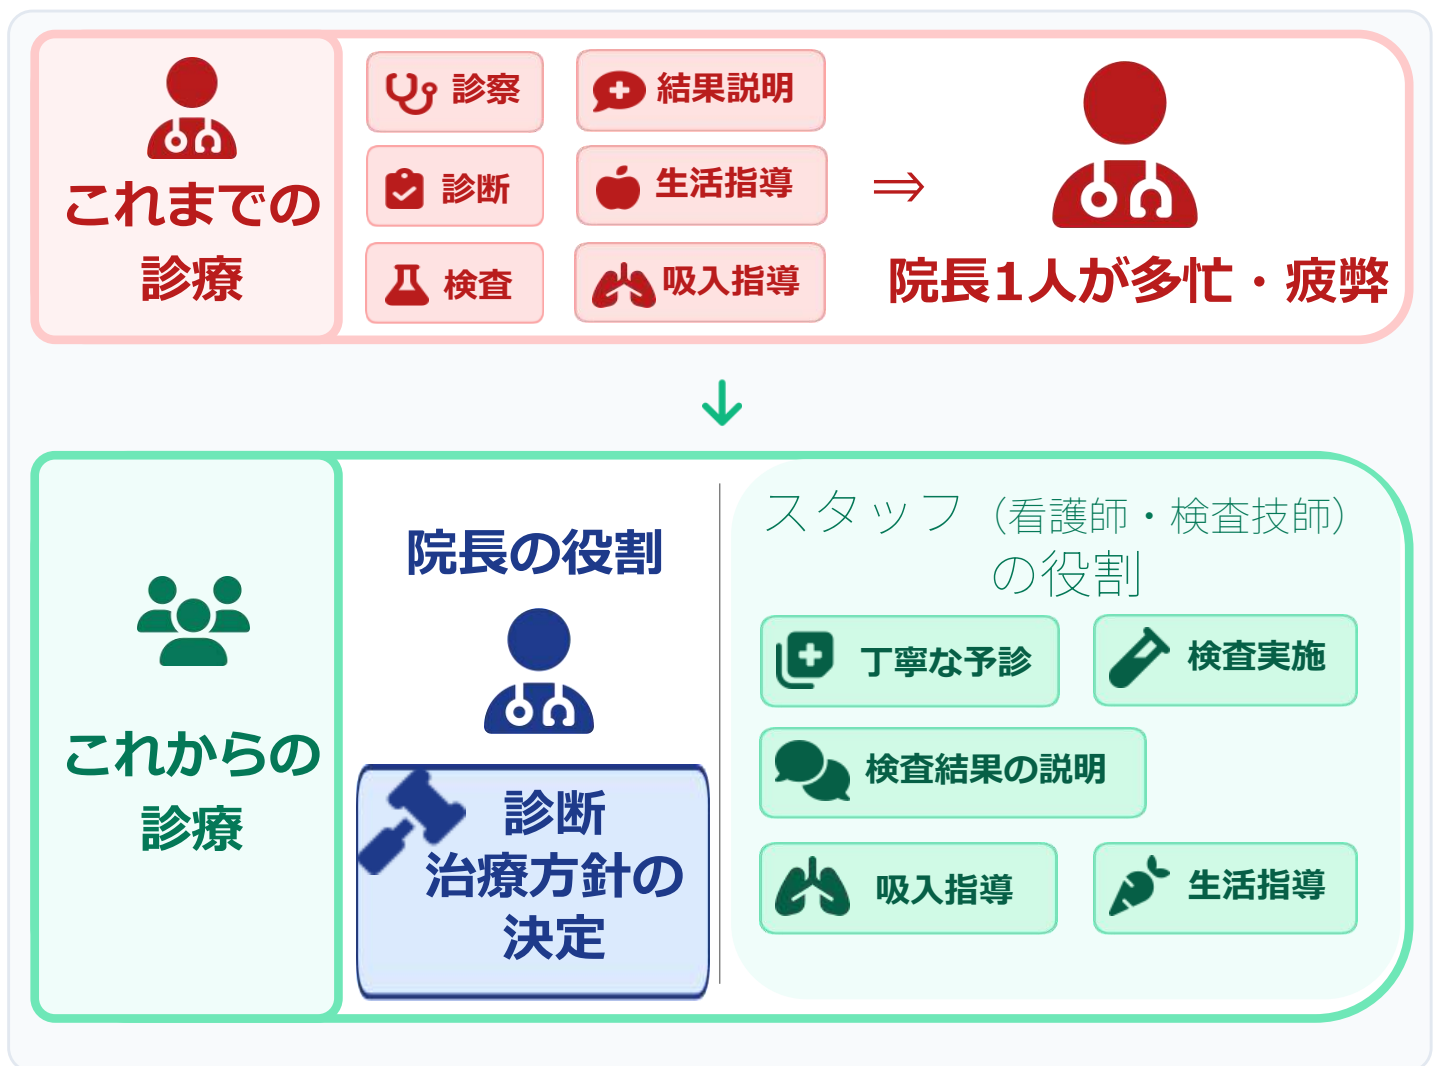 これまでの
診療
診察
結果説明
診断
生活指導
検査
吸入指導
⇒
院長1人が多忙・疲弊
これからの
診療
院長の役割
診断
治療方針の
決定
スタッフ（看護師・検査技師）
の役割
丁寧な予診
検査実施
検査結果の説明
吸入指導
生活指導